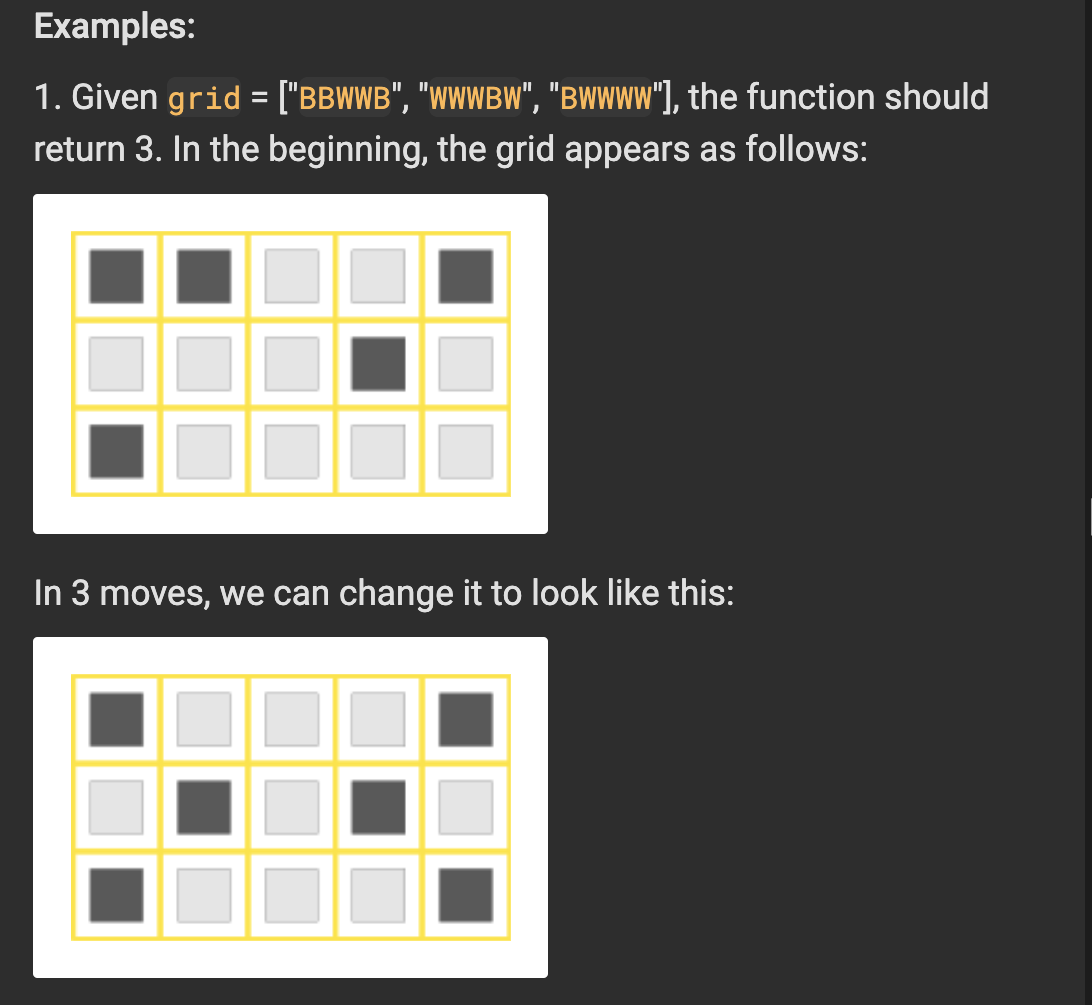 Examples:
1. Given grid = ["BBWWB", "WWWBW", "BWWWW"], the function should
return 3. In the beginning, the grid appears as follows:
In 3 moves, we can change it to look like this: